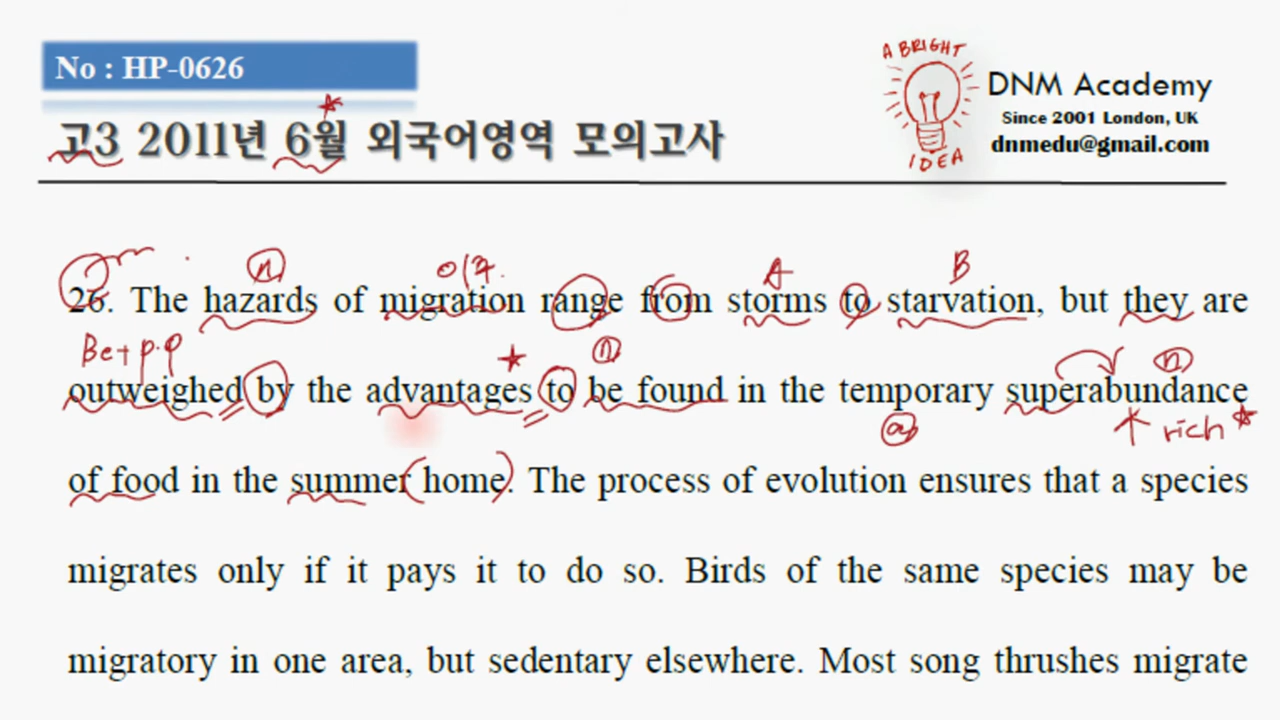 No : HP-0626
고3 2011년 6월 외국어영역 모의고사
A BRIGHT
IDEA
DNM Academy
Since 2001 London, UK
dnmedu@gmail.com
n 이주 A B
26. The hazards of migration range from storms to starvation, but they are
Be+p.p n n
outweighed by the advantages to be found in the temporary superabundance
a rich
of food in the summer home. The process of evolution ensures that a species
migrates only if it pays it to do so. Birds of the same species may be
migratory in one area, but sedentary elsewhere. Most song thrushes migrate